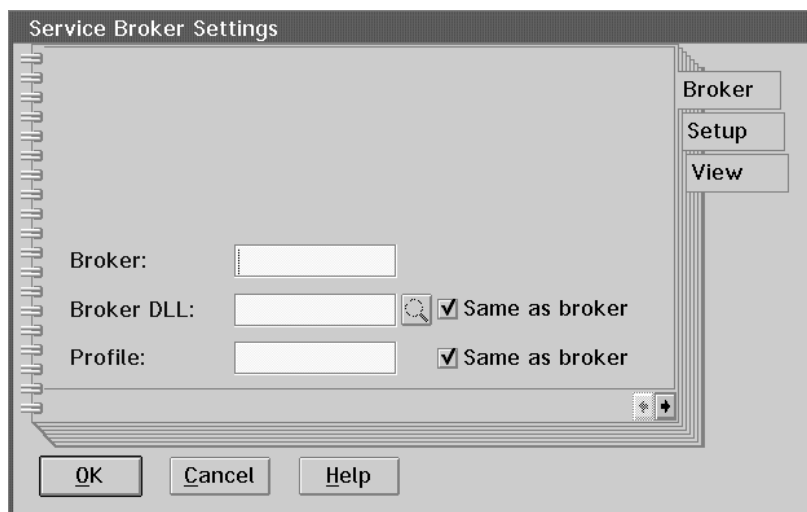 Service Broker Settings
Broker
Setup
View
Broker:
Broker DLL:
Same as broker
Profile:
Same as broker
OK
Cancel
Help